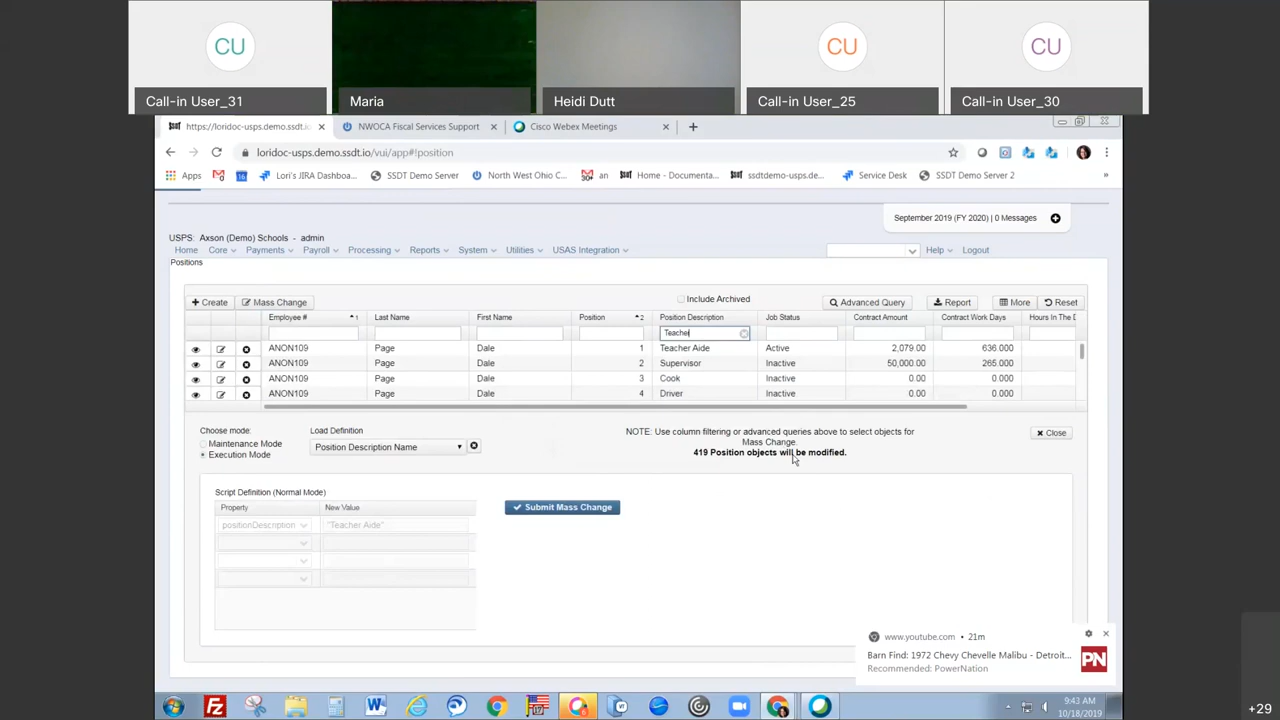 CU
CU
CU
Call-in User_31
Maria
Heidi Dutt
Call-in User_25
Call-in User_30
https://loridoc-usps.demo.ssdt.io
NWOCA Fiscal Services Support
Cisco Webex Meetings
loridoc-usps.demo.ssdt.io/vui/app#!position
Apps
Lori's JIRA Dashboa...
SSDT Demo Server
North West Ohio C...
an
Home - Documenta...
ssdtdemo-usps.de...
Service Desk
SSDT Demo Server 2
September 2019 (FY 2020) | 0 Messages
USPS: Axson (Demo) Schools - admin
Home Core Payments Payroll Processing Reports System Utilities USAS Integration Help Logout
Positions
Create Mass Change Include Archived Advanced Query Report More Reset
Employee # 1 Last Name First Name Position 2 Position Description Job Status Contract Amount Contract Work Days Hours In The D
Teacher
ANON109 Page Dale 1 Teacher Aide Active 2,079.00 636.000
ANON109 Page Dale 2 Supervisor Inactive 50,000.00 265.000
ANON109 Page Dale 3 Cook Inactive 0.00 0.000
ANON109 Page Dale 4 Driver Inactive 0.00 0.000
Choose mode:
Maintenance Mode
Execution Mode
Load Definition
Position Description Name
NOTE: Use column filtering or advanced queries above to select objects for
Mass Change.
419 Position objects will be modified.
Close
Script Definition (Normal Mode)
Property New Value
positionDescription "Teacher Aide"
Submit Mass Change
www.youtube.com • 21m
Barn Find: 1972 Chevy Chevelle Malibu - Detroit...
Recommended: PowerNation
PN
9:43 AM
10/18/2019
+29